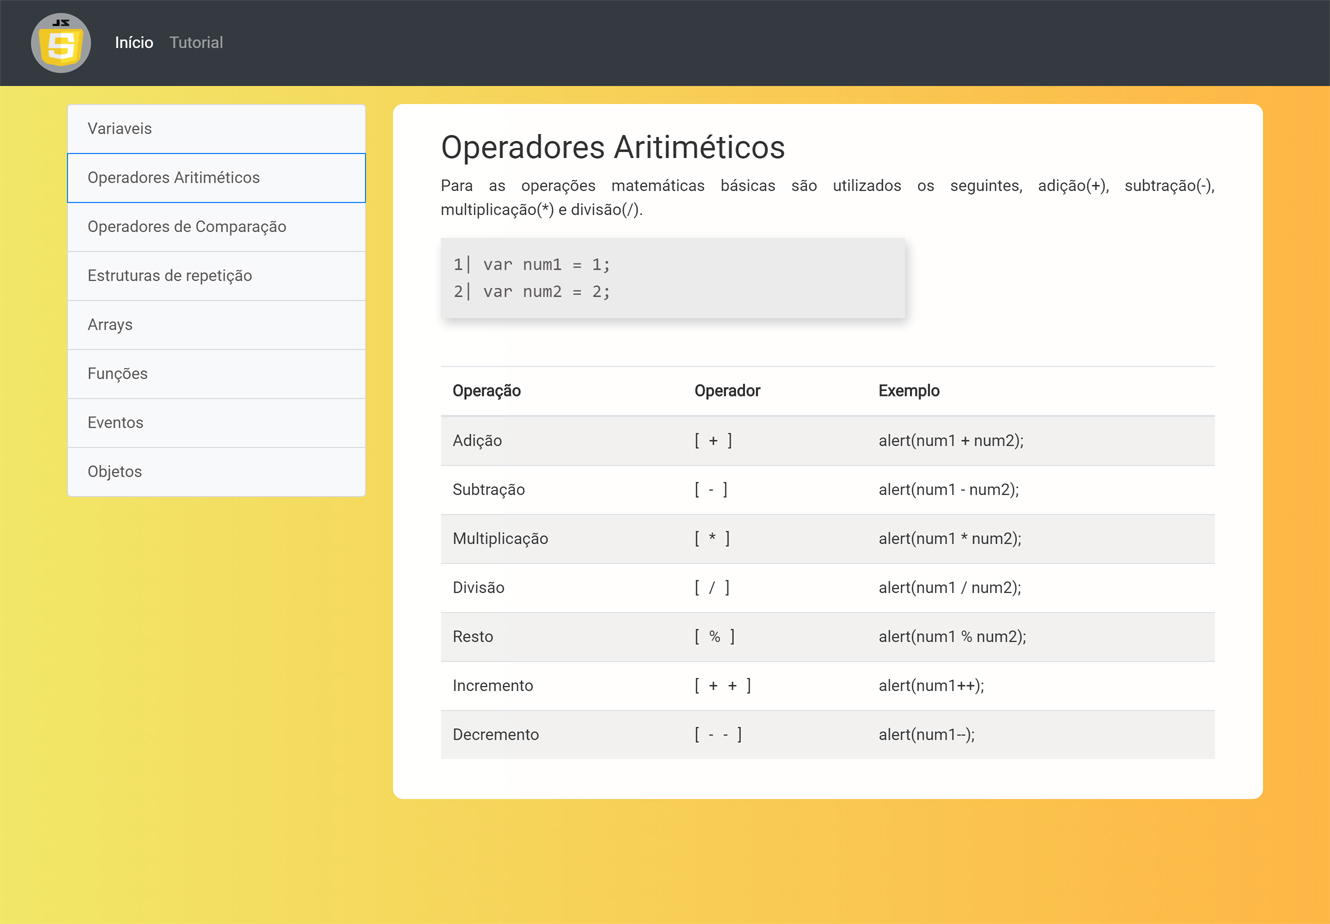 JS
Início Tutorial
Variaveis
Operadores Aritiméticos
Operadores de Comparação
Estruturas de repetição
Arrays
Funções
Eventos
Objetos
Operadores Aritiméticos
Para as operações matemáticas básicas são utilizados os seguintes, adição(+), subtração(-),
multiplicação(*) e divisão(/).
1| var num1 = 1;
2| var num2 = 2;
Operação Operador Exemplo
Adição [ + ] alert(num1 + num2);
Subtração [ - ] alert(num1 - num2);
Multiplicação [ * ] alert(num1 * num2);
Divisão [ / ] alert(num1 / num2);
Resto [ % ] alert(num1 % num2);
Incremento [ + + ] alert(num1++);
Decremento [ - - ] alert(num1--);